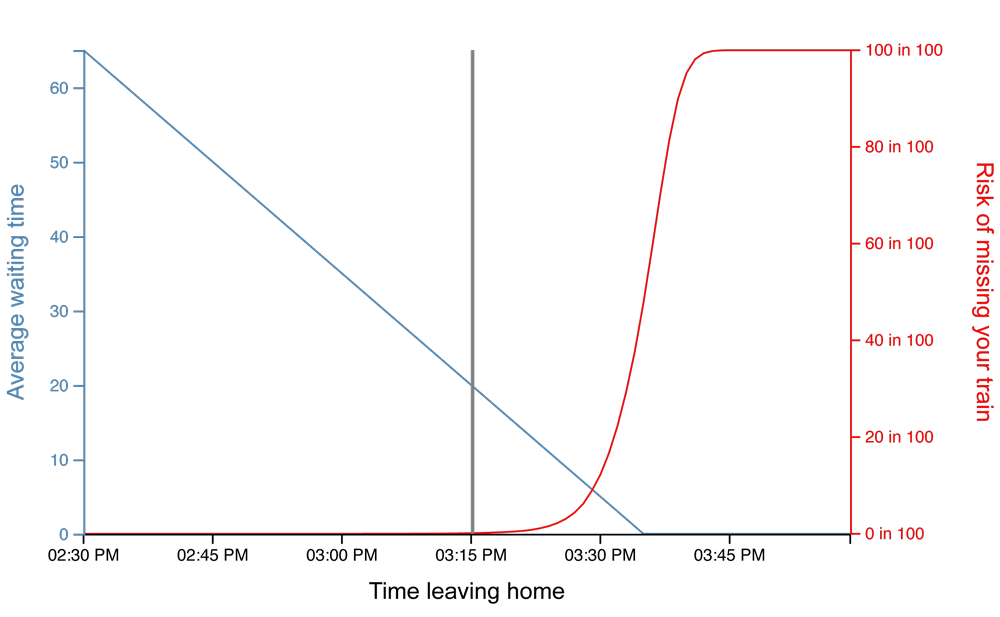 Average waiting time
60
50
40
30
20
10
0
100 in 100
80 in 100
60 in 100
40 in 100
20 in 100
0 in 100
Risk of missing your train
02:30 PM 02:45 PM 03:00 PM 03:15 PM 03:30 PM 03:45 PM
Time leaving home